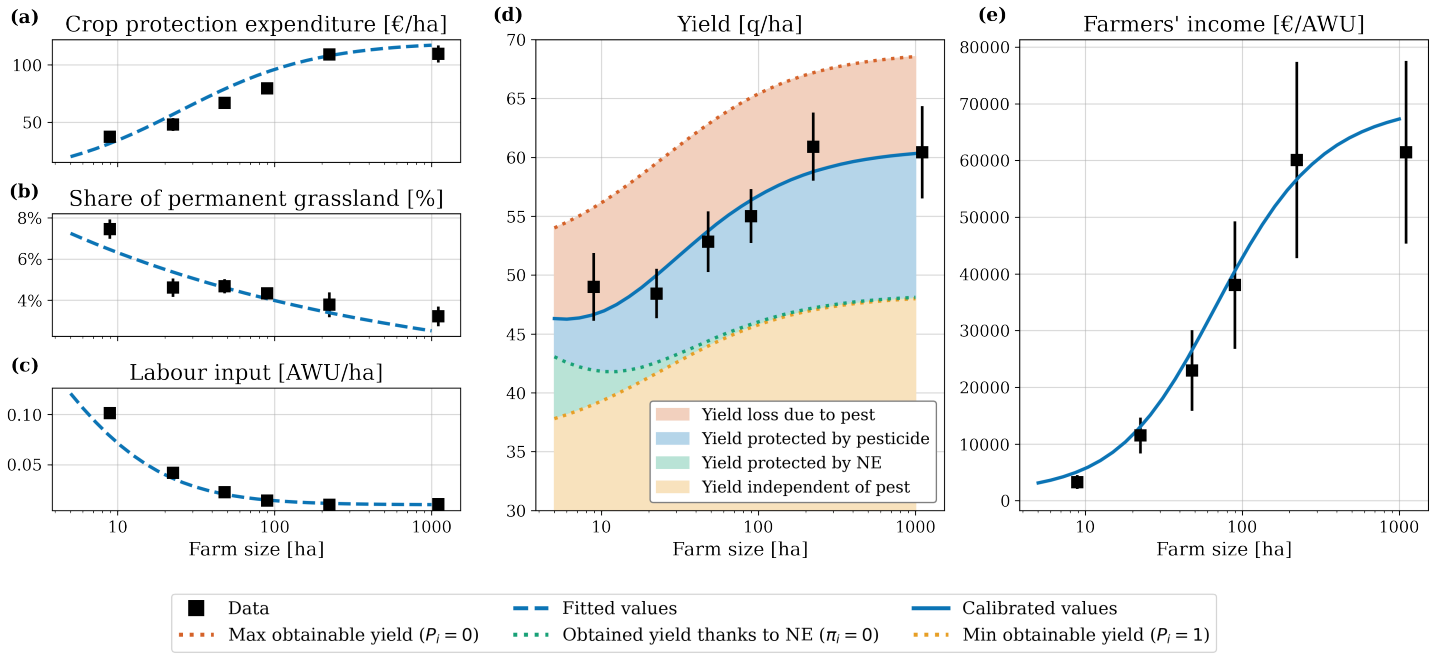 (a)
Crop protection expenditure [€/ha]
100
50
(b)
Share of permanent grassland [%]
8%
6%
4%
(c)
Labour input [AWU/ha]
0.10
0.05
10 100 1000
Farm size [ha]
(d)
Yield [q/ha]
70
65
60
55
50
45
40
35
30
Yield loss due to pest
Yield protected by pesticide
Yield protected by NE
Yield independent of pest
10 100 1000
Farm size [ha]
(e)
Farmers' income [€/AWU]
80000
70000
60000
50000
40000
30000
20000
10000
0
10 100 1000
Farm size [ha]
Data Fitted values Calibrated values
Max obtainable yield (Pᵢ = 0) Obtained yield thanks to NE (πᵢ = 0) Min obtainable yield (Pᵢ = 1)